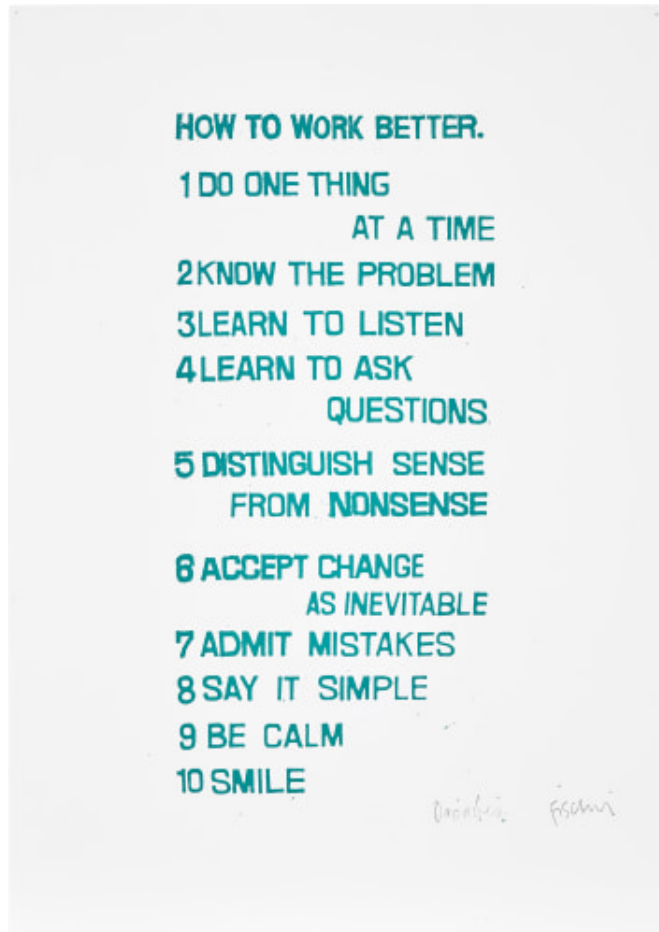 HOW TO WORK BETTER.
1 DO ONE THING
AT A TIME
2 KNOW THE PROBLEM
3 LEARN TO LISTEN
4 LEARN TO ASK
QUESTIONS
5 DISTINGUISH SENSE
FROM NONSENSE
6 ACCEPT CHANGE
AS INEVITABLE
7 ADMIT MISTAKES
8 SAY IT SIMPLE
9 BE CALM
10 SMILE